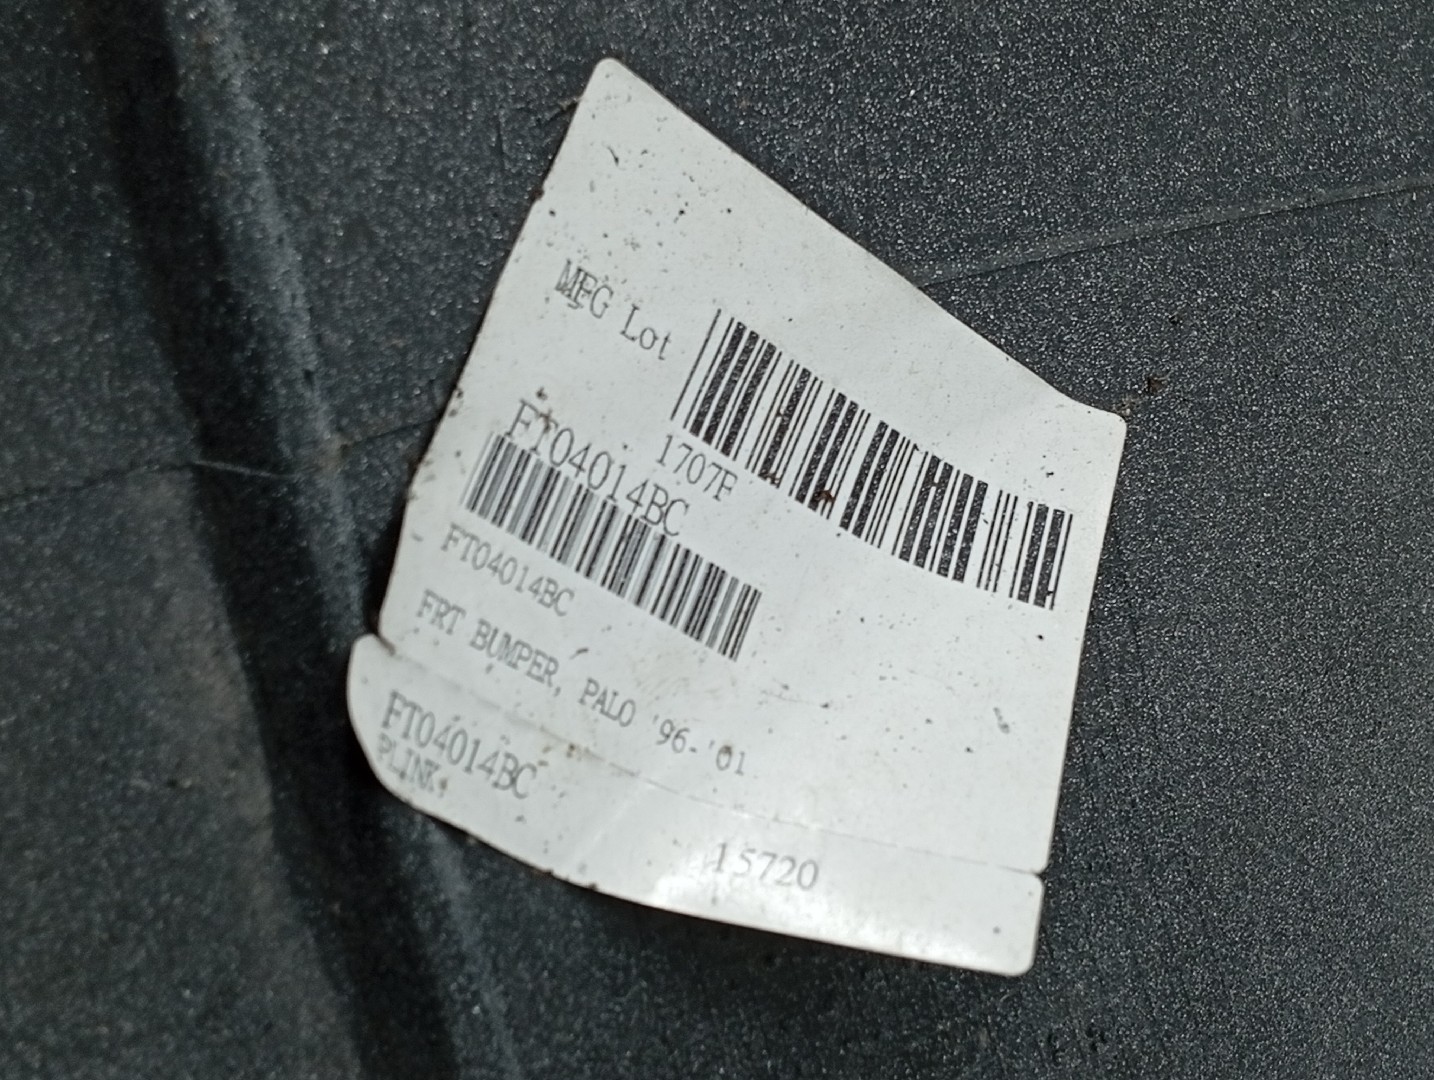 MFG Lot
1707F
FT04014BC
FT04014BC
FRT BUMPER, PALO '96-'01
FT04014BC
PLINK+
15720